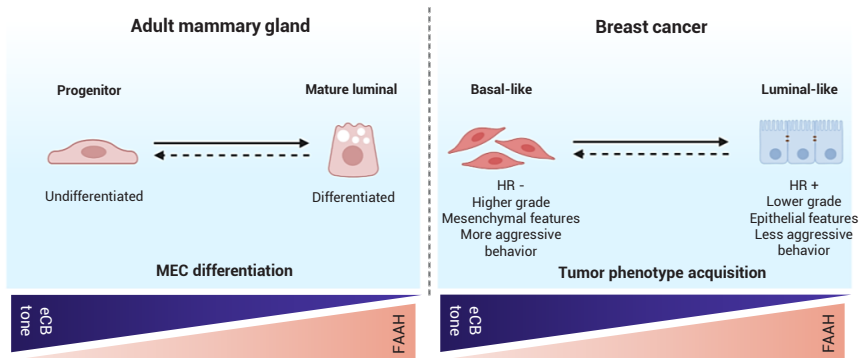 Adult mammary gland
Progenitor
Mature luminal
Undifferentiated
Differentiated
MEC differentiation
eCB
tone
FAAH
Breast cancer
Basal-like
Luminal-like
HR -
Higher grade
Mesenchymal features
More aggressive
behavior
HR +
Lower grade
Epithelial features
Less aggressive
behavior
Tumor phenotype acquisition
eCB
tone
FAAH